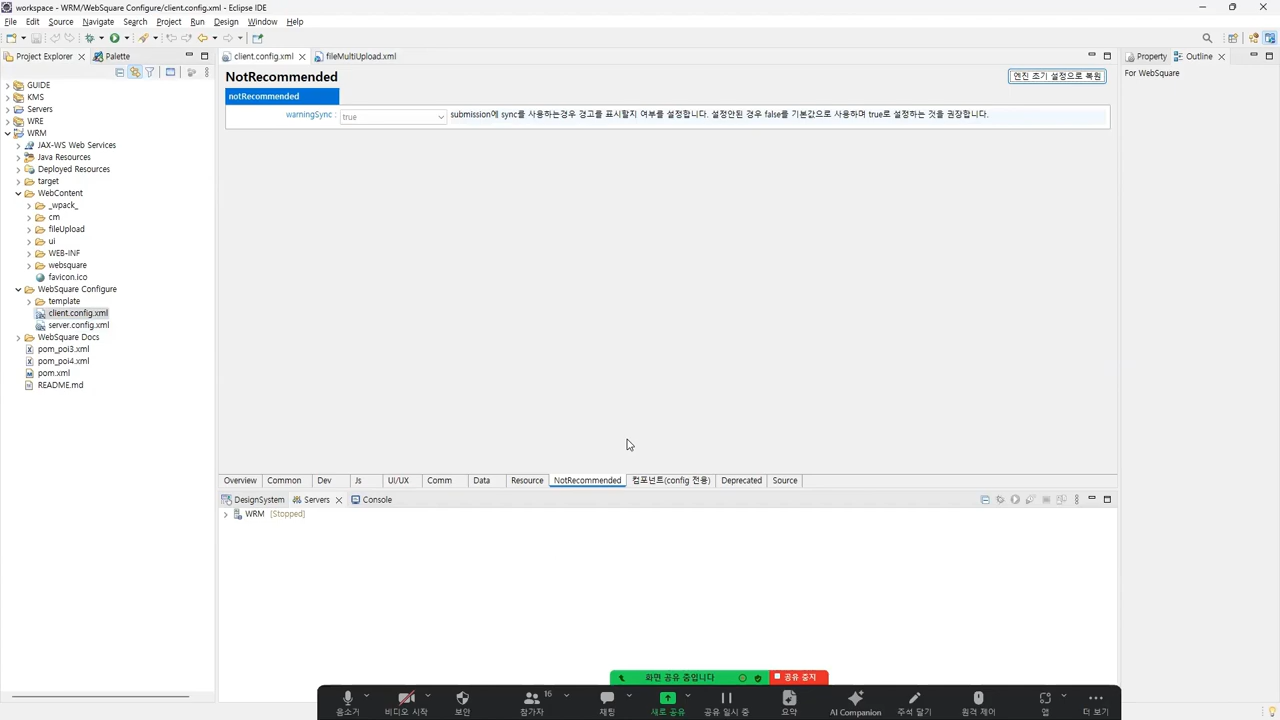 workspace - WRM/WebSquare Configure/client.config.xml - Eclipse IDE
File Edit Source Navigate Search Project Run Design Window Help
Project Explorer
Palette
client.config.xml
fileMultiUpload.xml
Property
Outline
GUIDE
KMS
Servers
WRE
WRM
JAX-WS Web Services
Java Resources
Deployed Resources
target
WebContent
_wpack_
cm
fileUpload
ui
WEB-INF
websquare
favicon.ico
WebSquare Configure
template
client.config.xml
server.config.xml
WebSquare Docs
pom_poi3.xml
pom_poi4.xml
pom.xml
README.md
NotRecommended
엔진 초기 설정으로 복원
notRecommended
warningSync : true submission에 sync를 사용하는경우 경고를 표시할지 여부를 설정합니다. 설정안된 경우 false를 기본값으로 사용하며 true로 설정하는 것을 권장합니다.
For WebSquare
Overview Common Dev Js UI/UX Comm Data Resource NotRecommended 컴포넌트(config 전용) Deprecated Source
DesignSystem Servers Console
WRM [Stopped]
화면 공유 중입니다 공유 중지
16
음소거 비디오 시작 보안 참가자 채팅 새로 공유 공유 일시 중지 요약 AI Companion 주석 달기 원격 제어 앱 더 보기